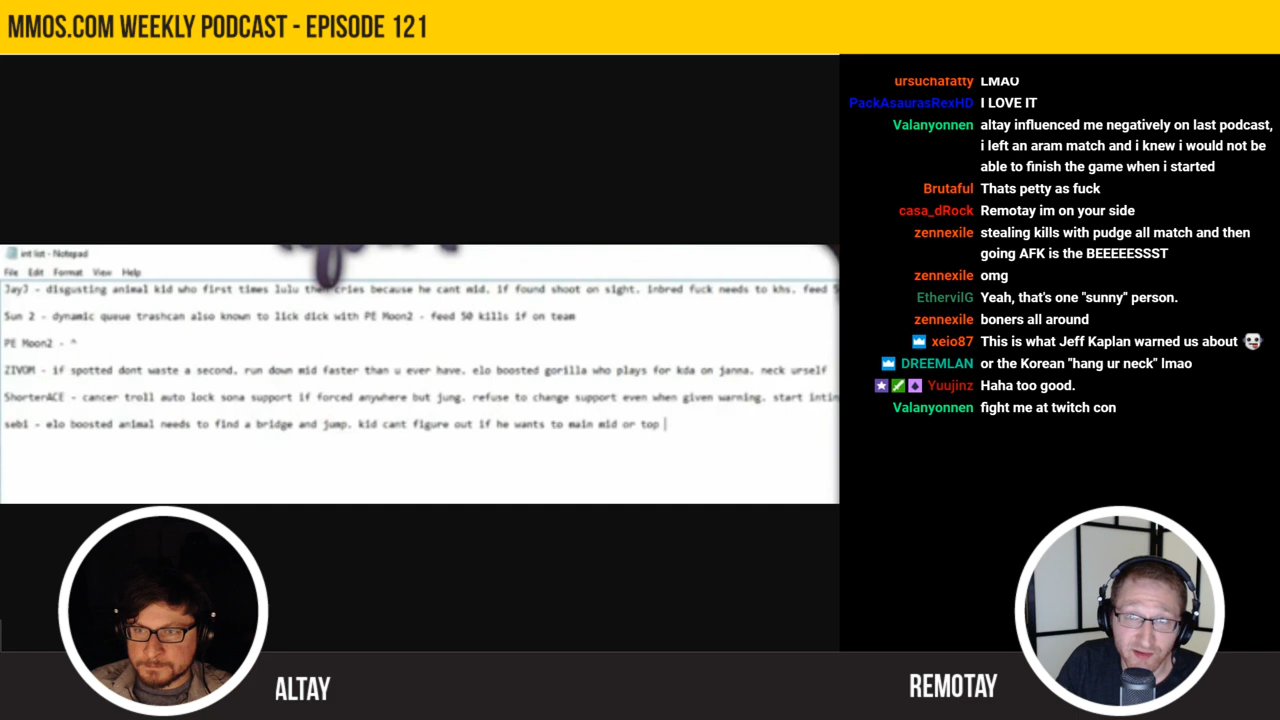 MMOS.COM WEEKLY PODCAST - EPISODE 121
ursuchafatty LMAO
PackAsaurasRexHD I LOVE IT
Valanyonnen altay influenced me negatively on last podcast,
i left an aram match and i knew i would not be
able to finish the game when i started
Brutaful Thats petty as fuck
casa_dRock Remotay im on your side
zennexile stealing kills with pudge all match and then
going AFK is the BEEEEESSST
zennexile omg
EthervilG Yeah, that's one "sunny" person.
zennexile boners all around
xeio87 This is what Jeff Kaplan warned us about
DREEMLAN or the Korean "hang ur neck" lmao
Yuujinz Haha too good.
Valanyonnen fight me at twitch con
int list - Notepad
File Edit Format View Help
JayJ - disgusting animal kid who first times lulu then cries because he cant mid. if found shoot on sight. inbred fuck needs to khs. feed 5
Sun 2 - dynamic queue trashcan also known to lick dick with PE Moon2 - feed 50 kills if on team
PE Moon2 - ^
ZIVOM - if spotted dont waste a second. run down mid faster than u ever have. elo boosted gorilla who plays for kda on janna. neck urself
ShorterACE - cancer troll auto lock sona support if forced anywhere but jung. refuse to change support even when given warning. start intin
sebi - elo boosted animal needs to find a bridge and jump. kid cant figure out if he wants to main mid or top
ALTAY
REMOTAY